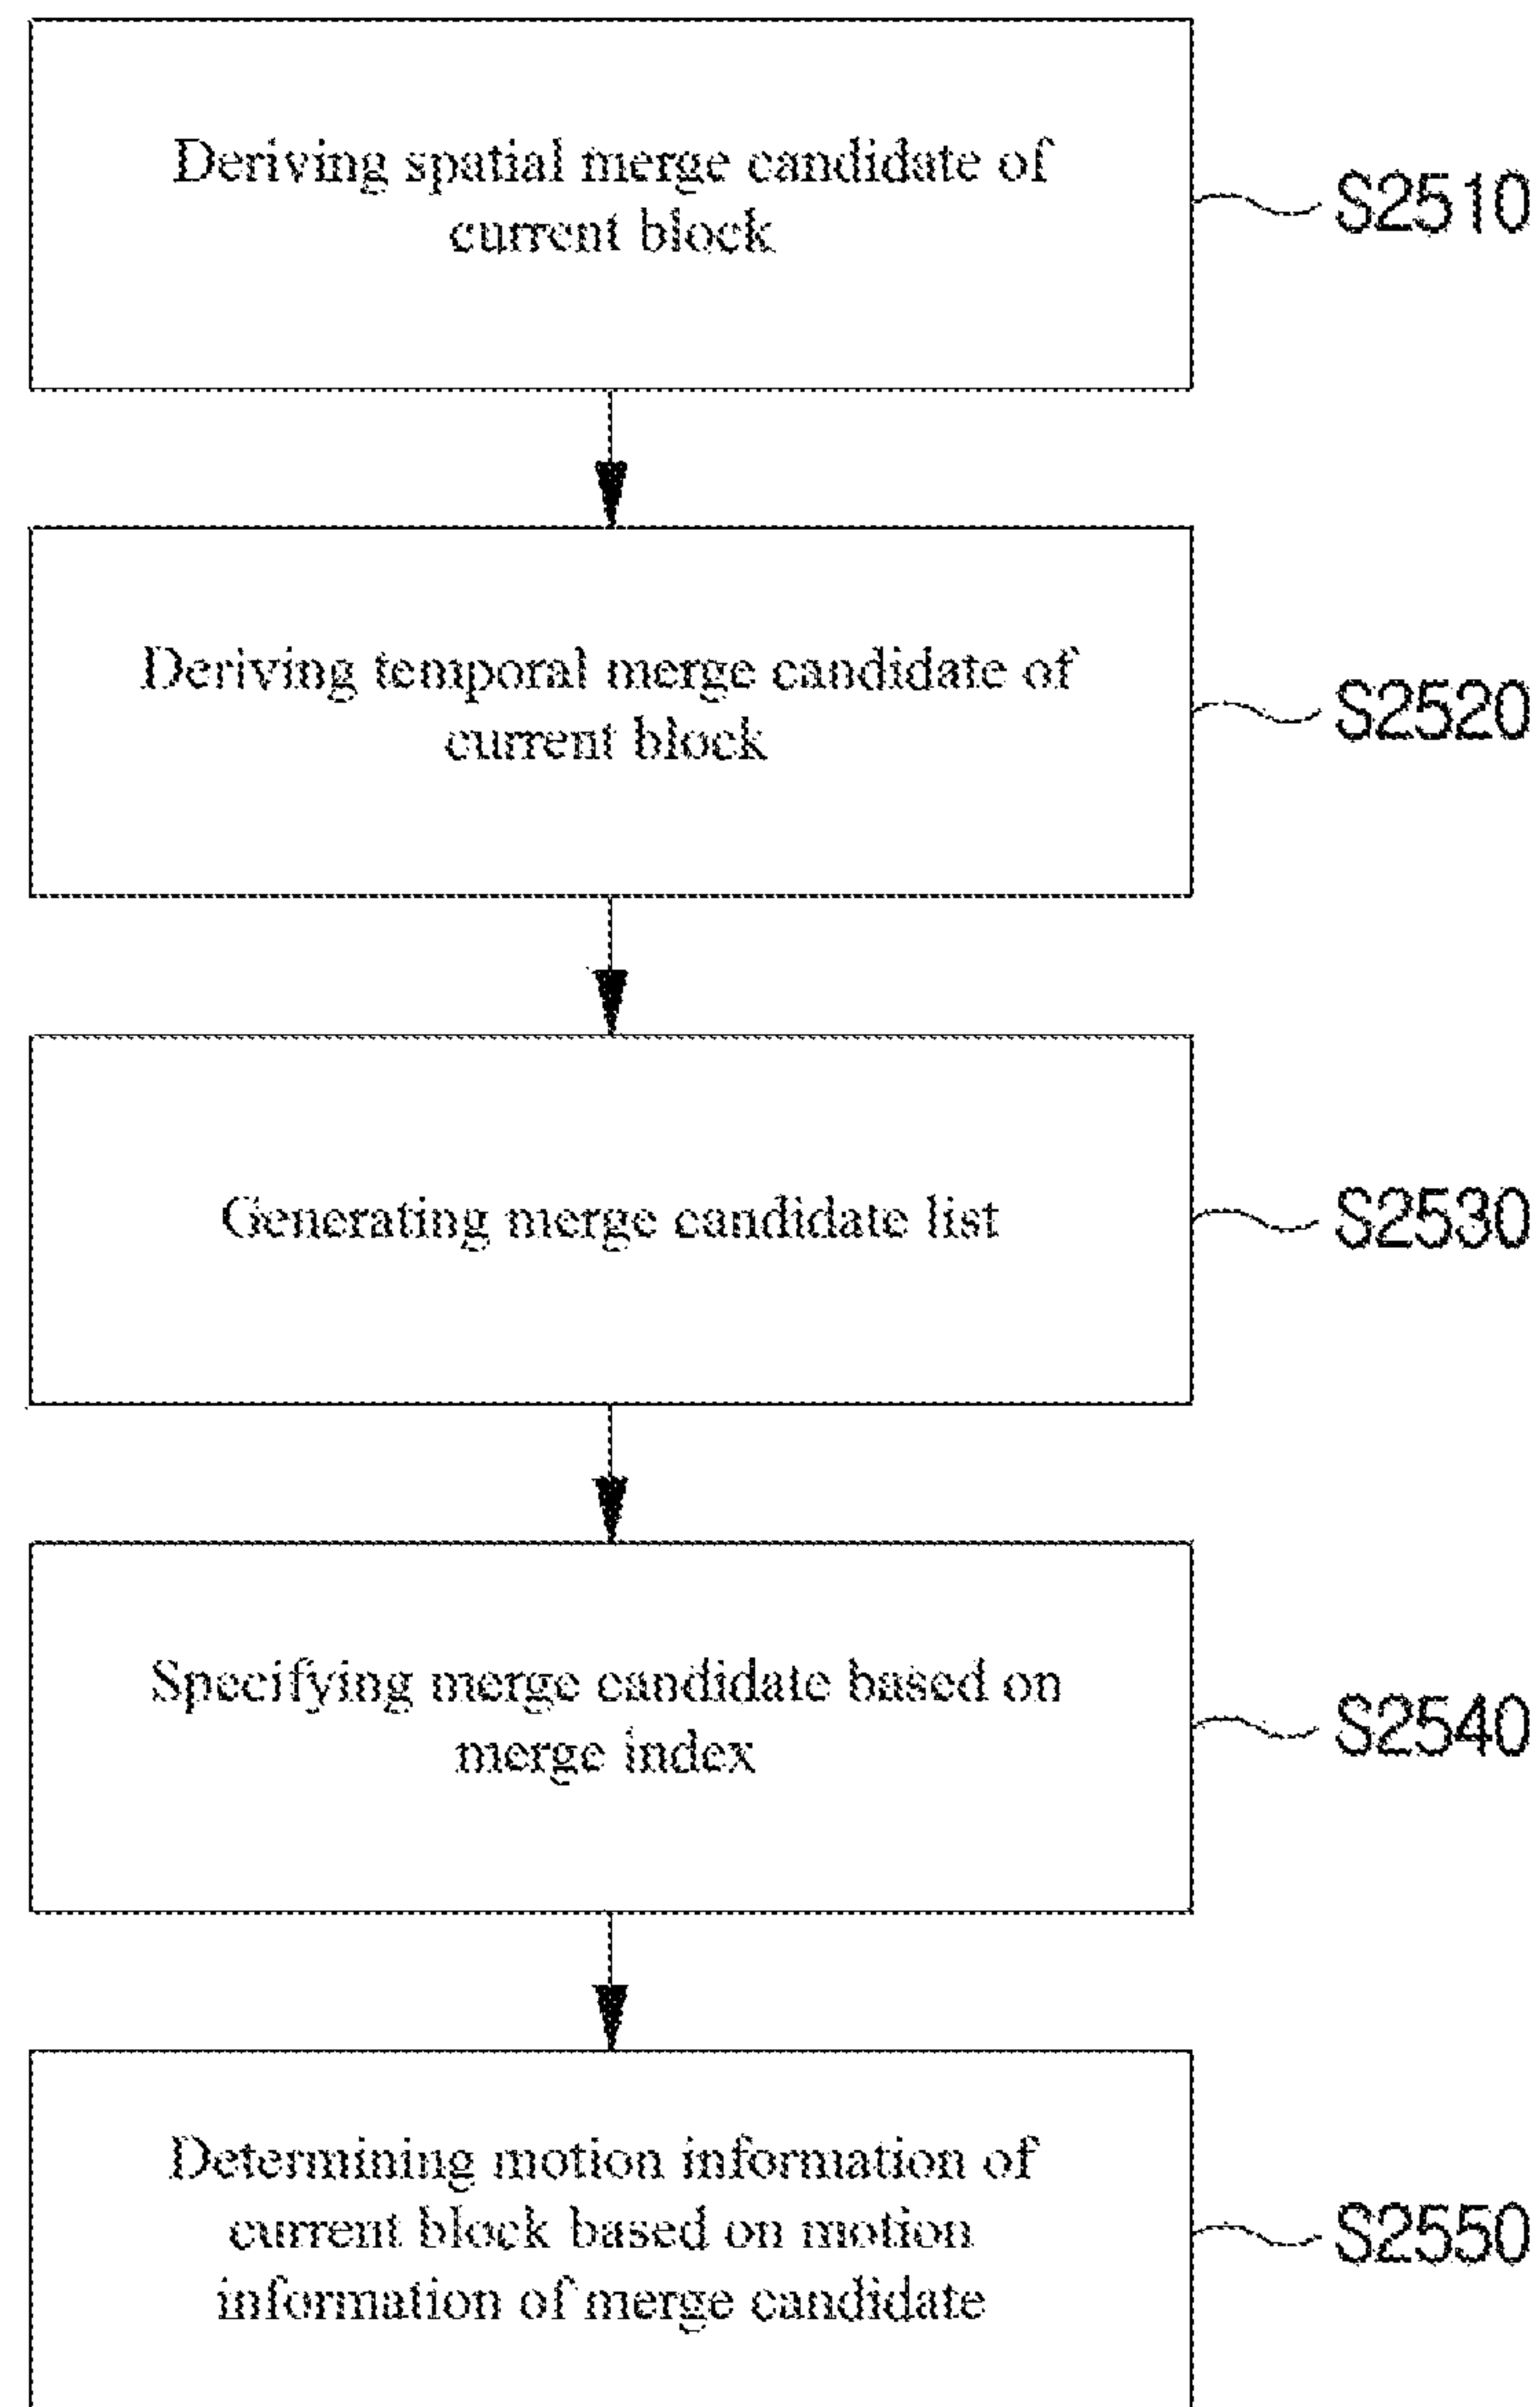 Deriving spatial merge candidate of
current block
S2510
Deriving temporal merge candidate of
current block
S2520
Generating merge candidate list
S2530
Specifying merge candidate based on
merge index
S2540
Determining motion information of
current block based on motion
information of merge candidate
S2550